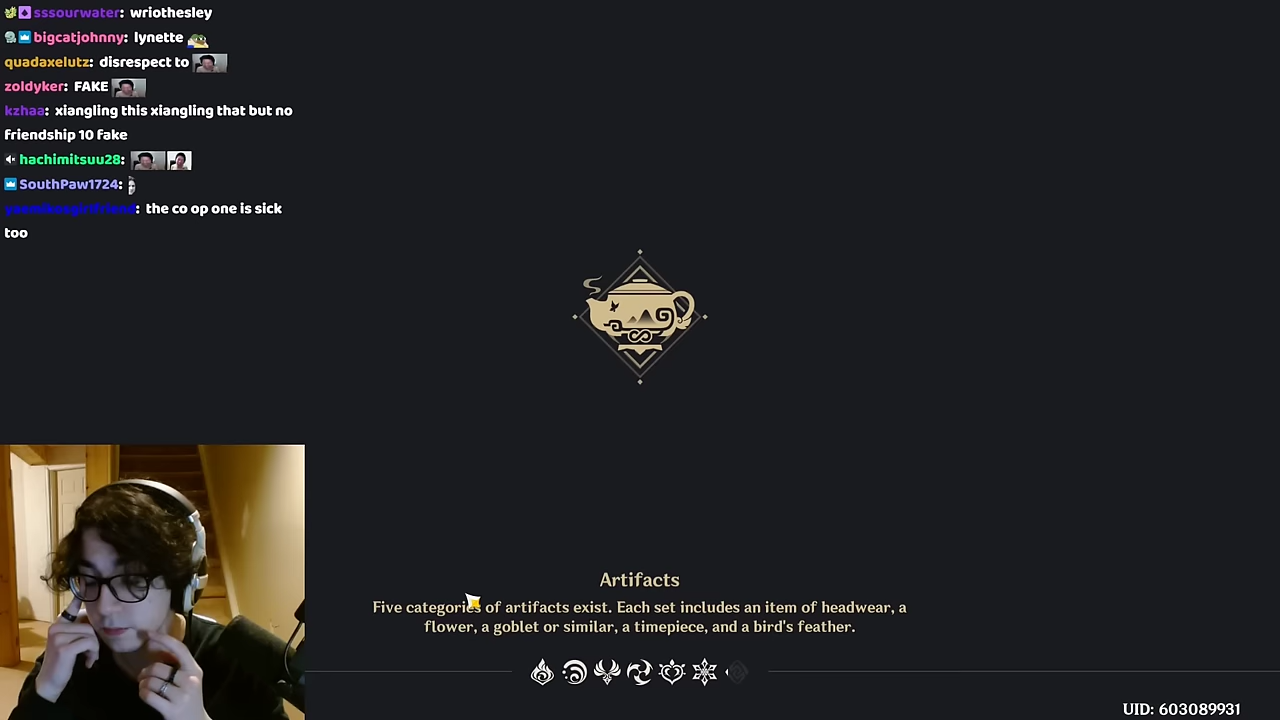 sssourwater: wriothesley
bigcatjohnny: lynette
quadaxelutz: disrespect to
zoldyker: FAKE
kzhaa: xiangling this xiangling that but no
friendship 10 fake
hachimitsuu28:
SouthPaw1724:
yaemikosgirlfriend: the co op one is sick
too
Artifacts
Five categories of artifacts exist. Each set includes an item of headwear, a
flower, a goblet or similar, a timepiece, and a bird's feather.
UID: 603089931